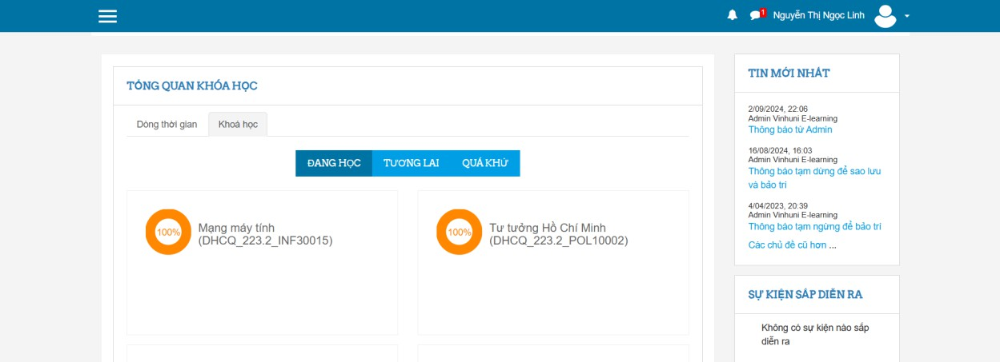 1
Nguyễn Thị Ngọc Linh
TỔNG QUAN KHÓA HỌC
Dòng thời gian
Khoá học
ĐANG HỌC
TƯƠNG LAI
QUÁ KHỨ
100%
Mạng máy tính
(DHCQ_223.2_INF30015)
100%
Tư tưởng Hồ Chí Minh
(DHCQ_223.2_POL10002)
TIN MỚI NHẤT
2/09/2024, 22:06
Admin Vinhuni E-learning
Thông báo từ Admin
16/08/2024, 16:03
Admin Vinhuni E-learning
Thông báo tạm dừng để sao lưu
và bảo trì
4/04/2023, 20:39
Admin Vinhuni E-learning
Thông báo tạm ngừng để bảo trì
Các chủ đề cũ hơn ...
SỰ KIỆN SẮP DIỄN RA
Không có sự kiện nào sắp
diễn ra